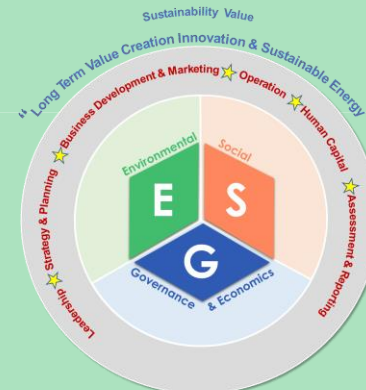 Sustainability Value
“ Long Term Value Creation Innovation & Sustainable Energy
Leadership Strategy & Planning Business Development & Marketing Operation Human Capital Assessment & Reporting
Environmental
Social
E S
G
Governance & Economics